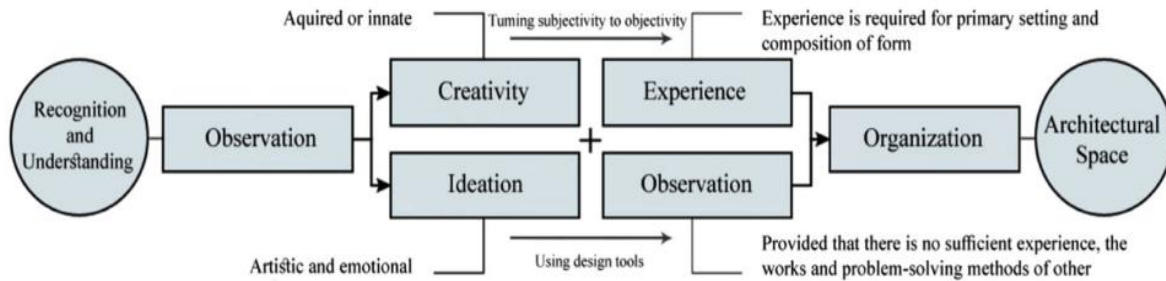 Aquired or innate
Tuming subjectivity to objectivity
Experience is required for primary setting and
composition of form
Recognition
and
Understanding
Observation
Creativity
Experience
+
Ideation
Observation
Organization
Architectural
Space
Artistic and emotional
Using design tools
Provided that there is no sufficient experience, the
works and problem-solving methods of other